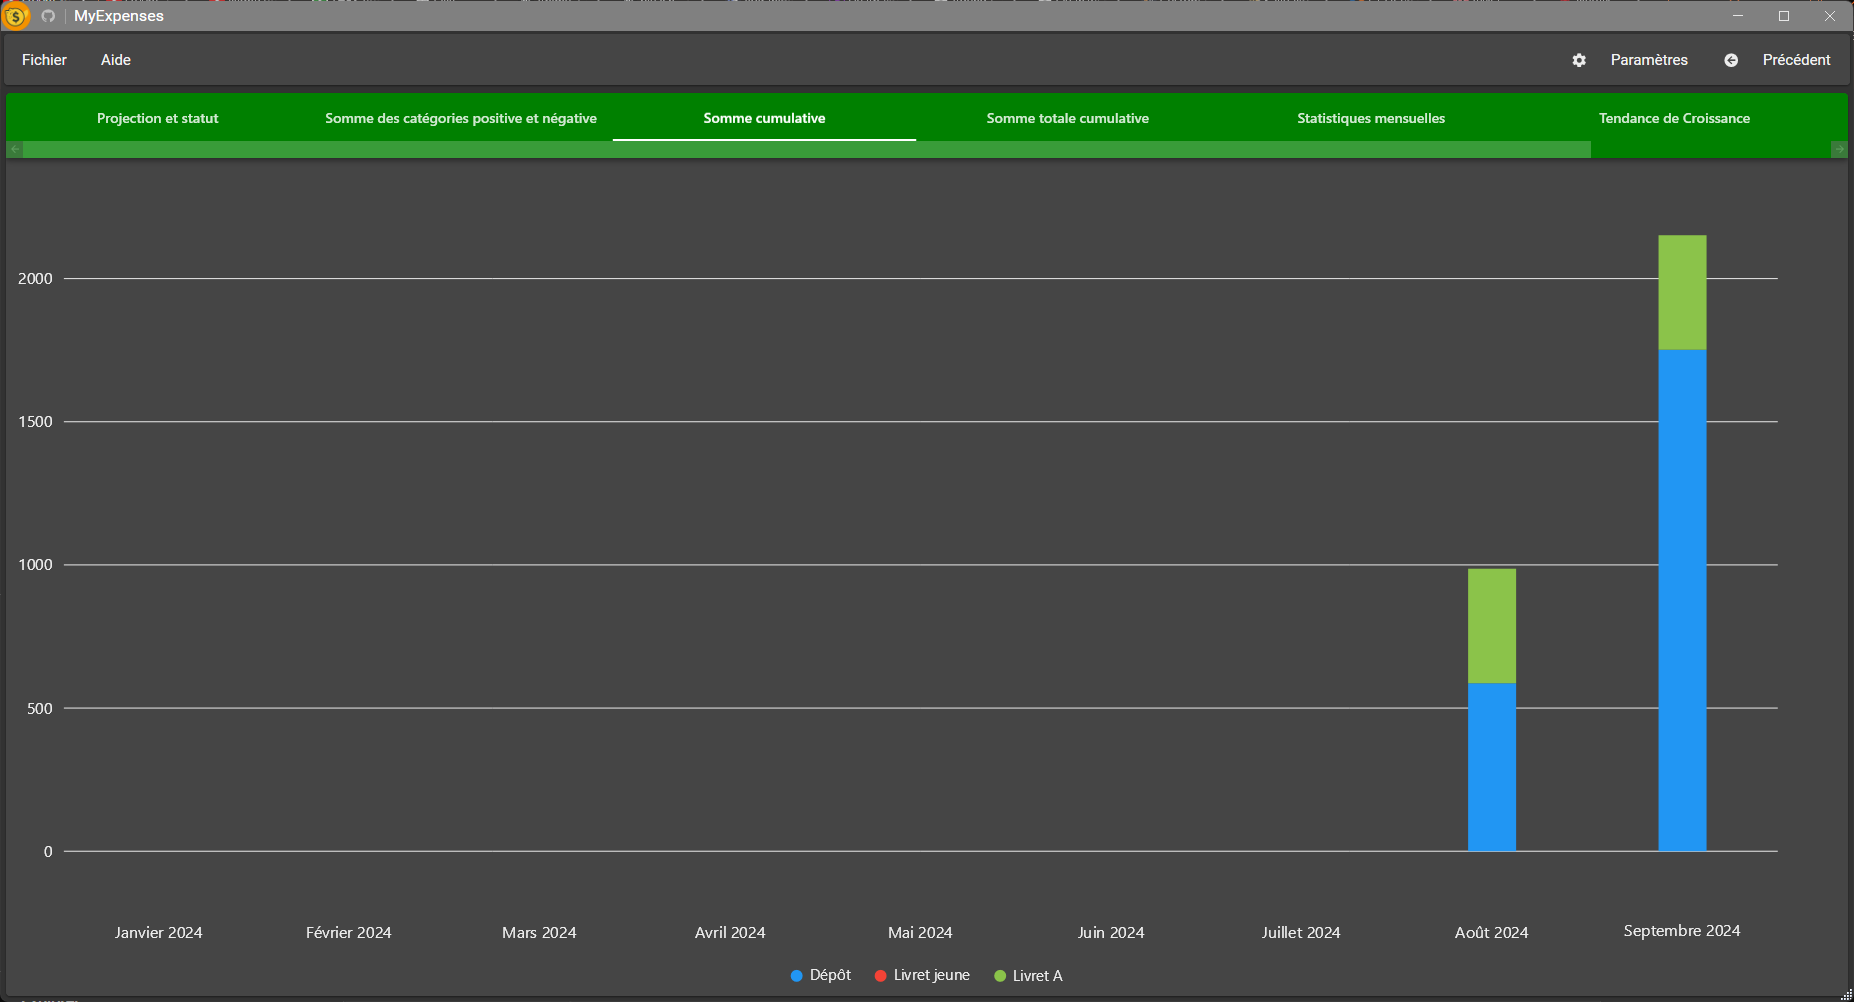 MyExpenses
Fichier Aide Paramètres Précédent
Projection et statut Somme des catégories positive et négative Somme cumulative Somme totale cumulative Statistiques mensuelles Tendance de Croissance
2000
1500
1000
500
0
Janvier 2024 Février 2024 Mars 2024 Avril 2024 Mai 2024 Juin 2024 Juillet 2024 Août 2024 Septembre 2024
Dépôt Livret jeune Livret A